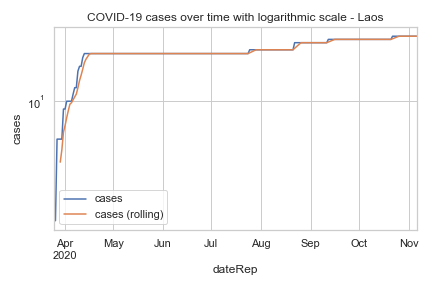 COVID-19 cases over time with logarithmic scale - Laos
cases
10^1
cases
cases (rolling)
Apr May Jun Jul Aug Sep Oct Nov
2020
dateRep